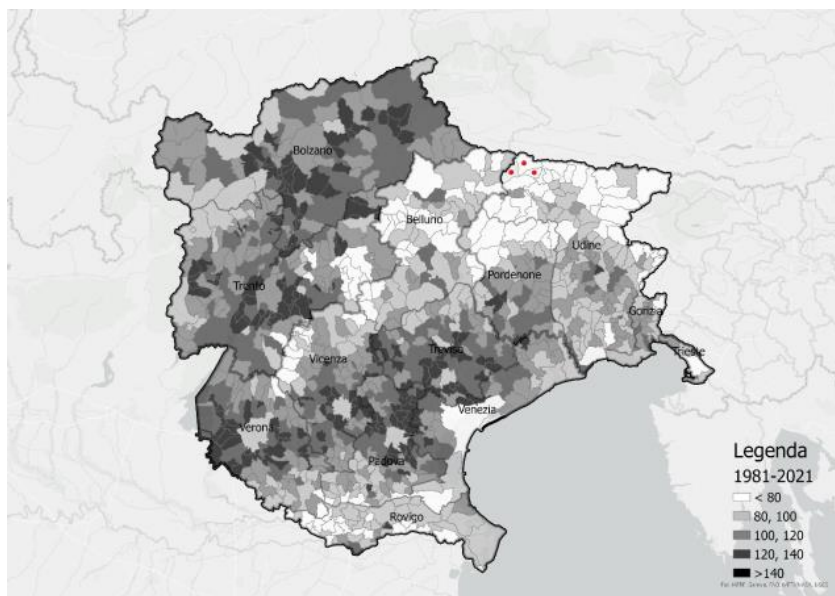 Bolzano
Belluno
Udine
Trento
Pordenone
Gorizia
Trieste
Vicenza
Treviso
Venezia
Verona
Padova
Rovigo
Legenda
1981-2021
< 80
80, 100
100, 120
120, 140
>140